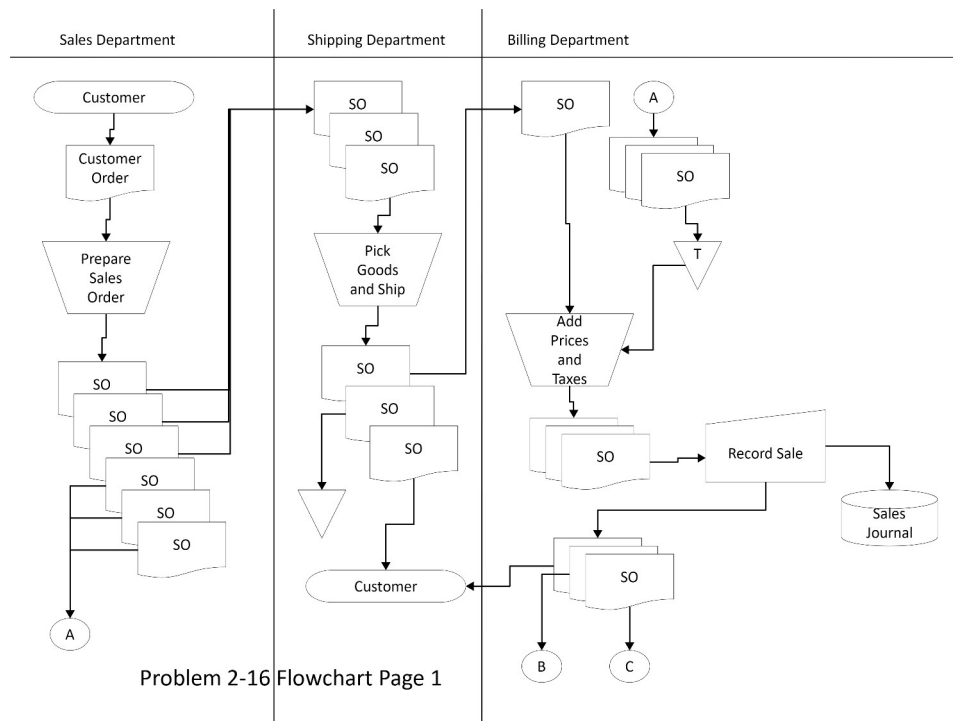 Sales Department
Shipping Department
Billing Department
Customer
Customer
Order
Prepare
Sales
Order
SO
SO
SO
SO
SO
SO
A
SO
SO
SO
Pick
Goods
and Ship
SO
SO
SO
Customer
SO
A
SO
T
Add
Prices
and
Taxes
SO
Record Sale
Sales
Journal
SO
B
C
Problem 2-16 Flowchart Page 1